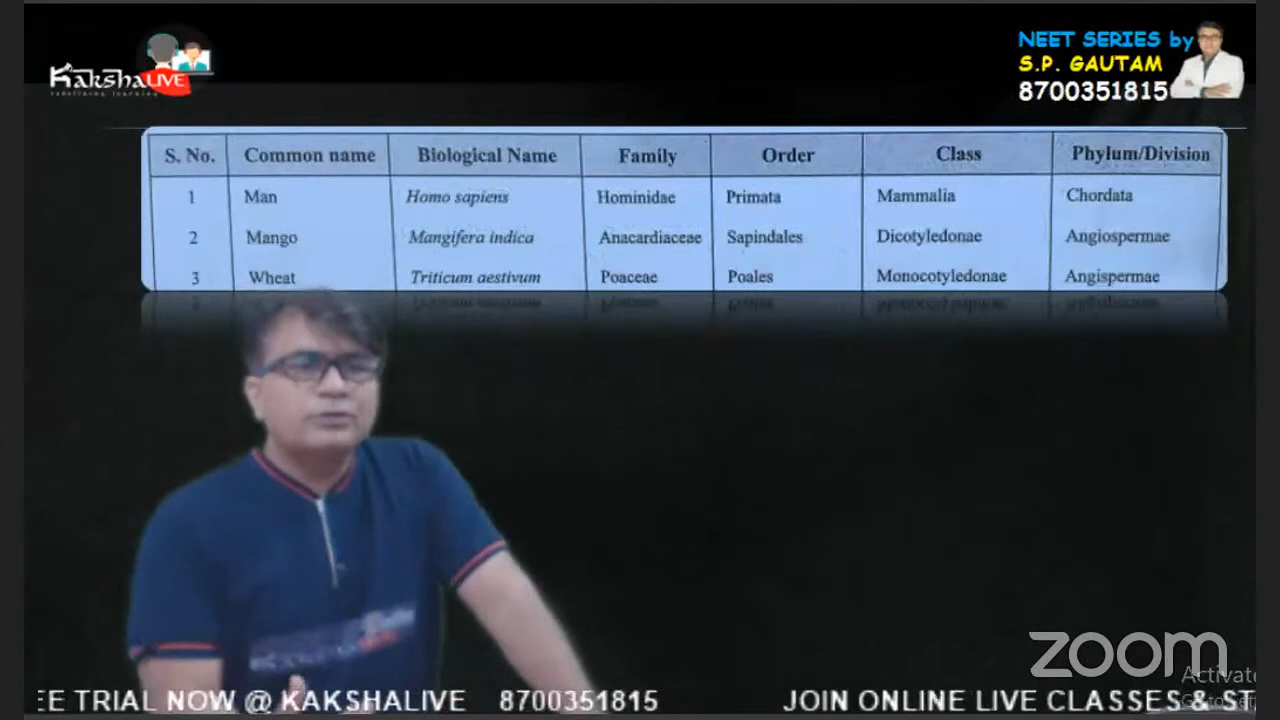 KakshaLIVE
NEET SERIES by
S.P. GAUTAM
8700351815
S. No. Common name Biological Name Family Order Class Phylum/Division
1 Man Homo sapiens Hominidae Primata Mammalia Chordata
2 Mango Mangifera indica Anacardiaceae Sapindales Dicotyledonae Angiospermae
3 Wheat Triticum aestivum Poaceae Poales Monocotyledonae Angispermae
zoom
Activate
EE TRIAL NOW @ KAKSHALIVE 8700351815 JOIN ONLINE LIVE CLASSES & ST